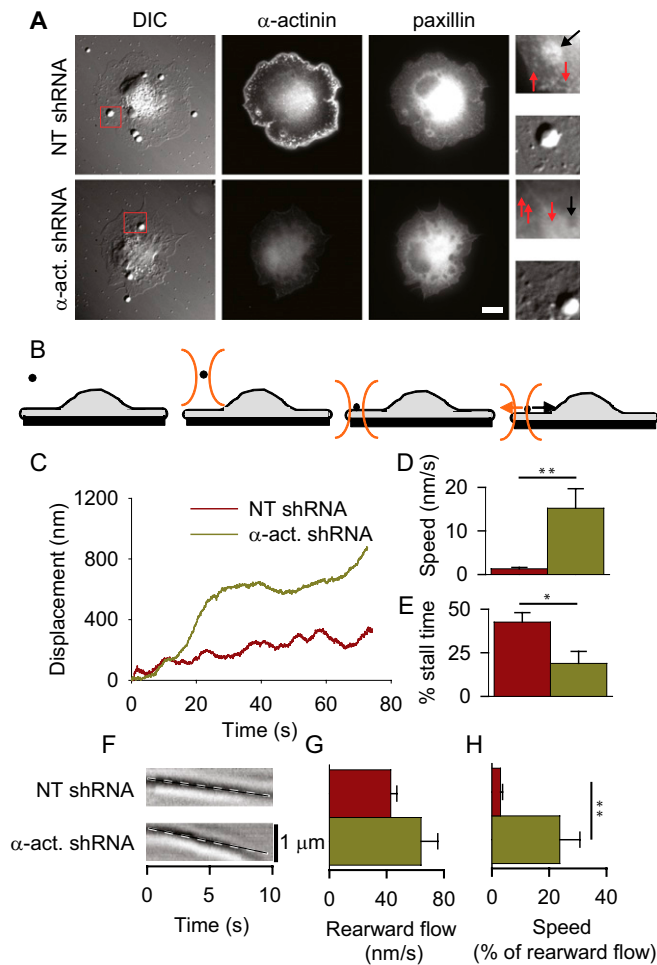 A
DIC
α-actinin
paxillin
NT shRNA
α-act. shRNA
B
C
Displacement (nm)
1200
800
400
0
NT shRNA
α-act. shRNA
0
20
40
60
80
Time (s)
D
Speed (nm/s)
20
10
0
**
E
% stall time
50
25
0
*
F
NT shRNA
α-act. shRNA
1 μm
0
5
10
Time (s)
G
0
40
80
Rearward flow
(nm/s)
H
**
0
20
40
Speed
(% of rearward flow)